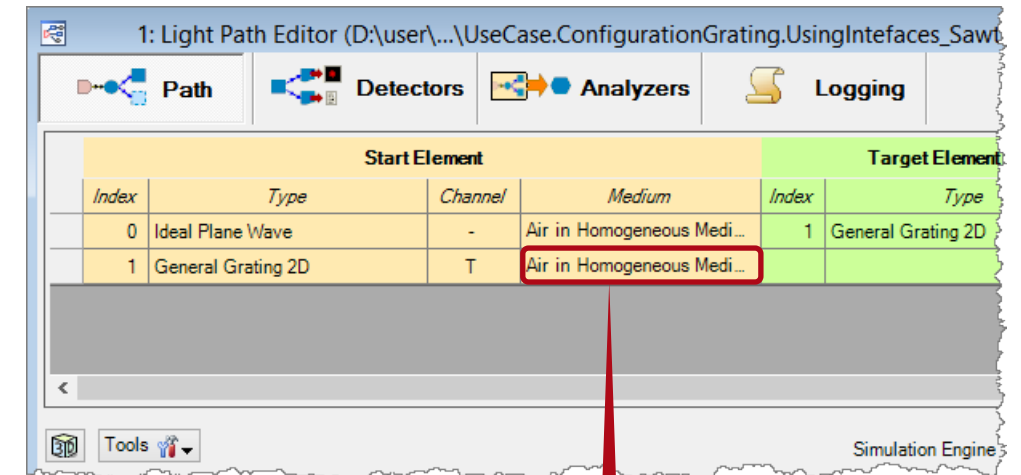 1: Light Path Editor (D:\user\...\UseCase.ConfigurationGrating.UsingIntefaces_Sawt
Path Detectors Analyzers Logging
Start Element Target Element
Index Type Channel Medium Index Type
0 Ideal Plane Wave - Air in Homogeneous Medi... 1 General Grating 2D
1 General Grating 2D T Air in Homogeneous Medi...
<
3D Tools Simulation Engine